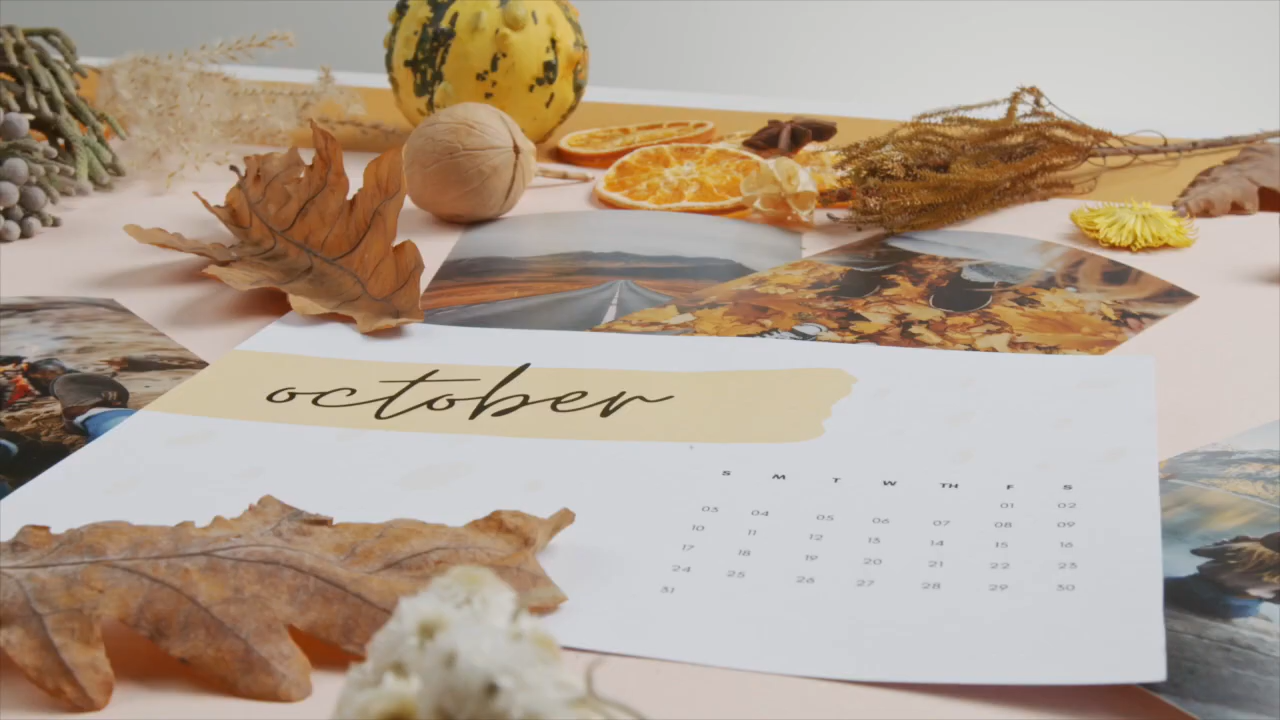 october
S M T W TH F S
01 02
03 04 05 06 07 08 09
10 11 12 13 14 15 16
17 18 19 20 21 22 23
24 25 26 27 28 29 30
31